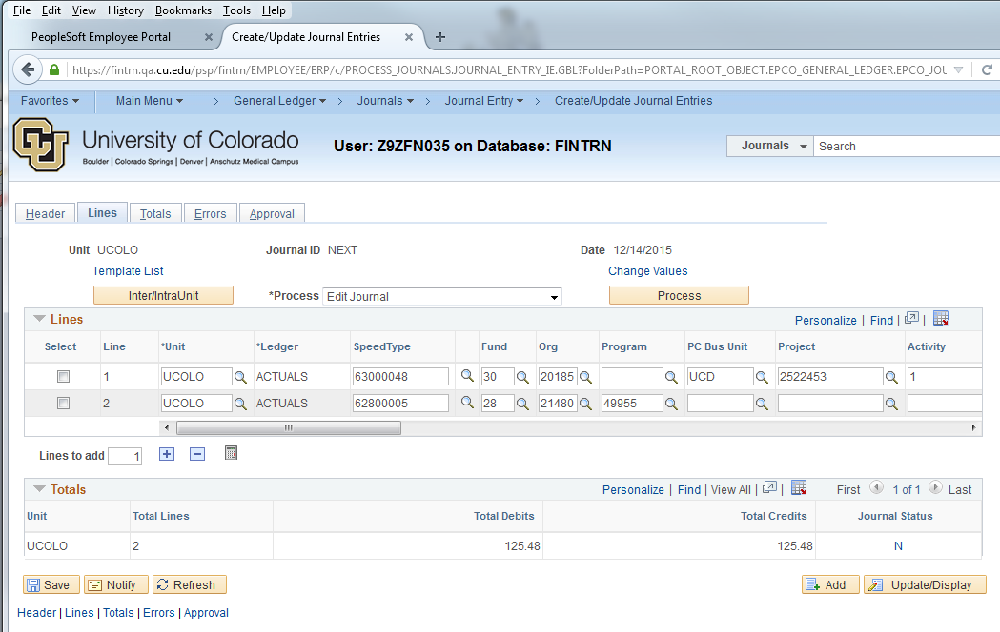 File Edit View History Bookmarks Tools Help
PeopleSoft Employee Portal × Create/Update Journal Entries × +
https://fintrn.qa.cu.edu/psp/fintrn/EMPLOYEE/ERP/c/PROCESS_JOURNALS.JOURNAL_ENTRY_IE.GBL?FolderPath=PORTAL_ROOT_OBJECT.EPCO_GENERAL_LEDGER.EPCO_JOU
Favorites Main Menu > General Ledger > Journals > Journal Entry > Create/Update Journal Entries
CU University of Colorado
Boulder | Colorado Springs | Denver | Anschutz Medical Campus
User: Z9ZFN035 on Database: FINTRN
Journals Search
Header Lines Totals Errors Approval
Unit UCOLO Journal ID NEXT Date 12/14/2015
Template List Change Values
Inter/IntraUnit *Process Edit Journal Process
Lines Personalize | Find | |
Select Line *Unit *Ledger SpeedType Fund Org Program PC Bus Unit Project Activity
1 UCOLO ACTUALS 63000048 30 20185 UCD 2522453 1
2 UCOLO ACTUALS 62800005 28 21480 49955
Lines to add 1
Totals Personalize | Find | View All | | First 1 of 1 Last
Unit Total Lines Total Debits Total Credits Journal Status
UCOLO 2 125.48 125.48 N
Save Notify Refresh Add Update/Display
Header | Lines | Totals | Errors | Approval